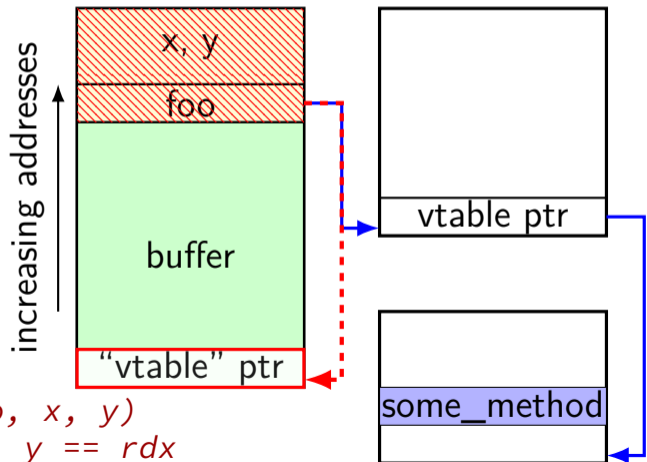 x, y
foo
increasing addresses
buffer
vtable ptr
“vtable” ptr
some_method
, x, y)
y == rdx